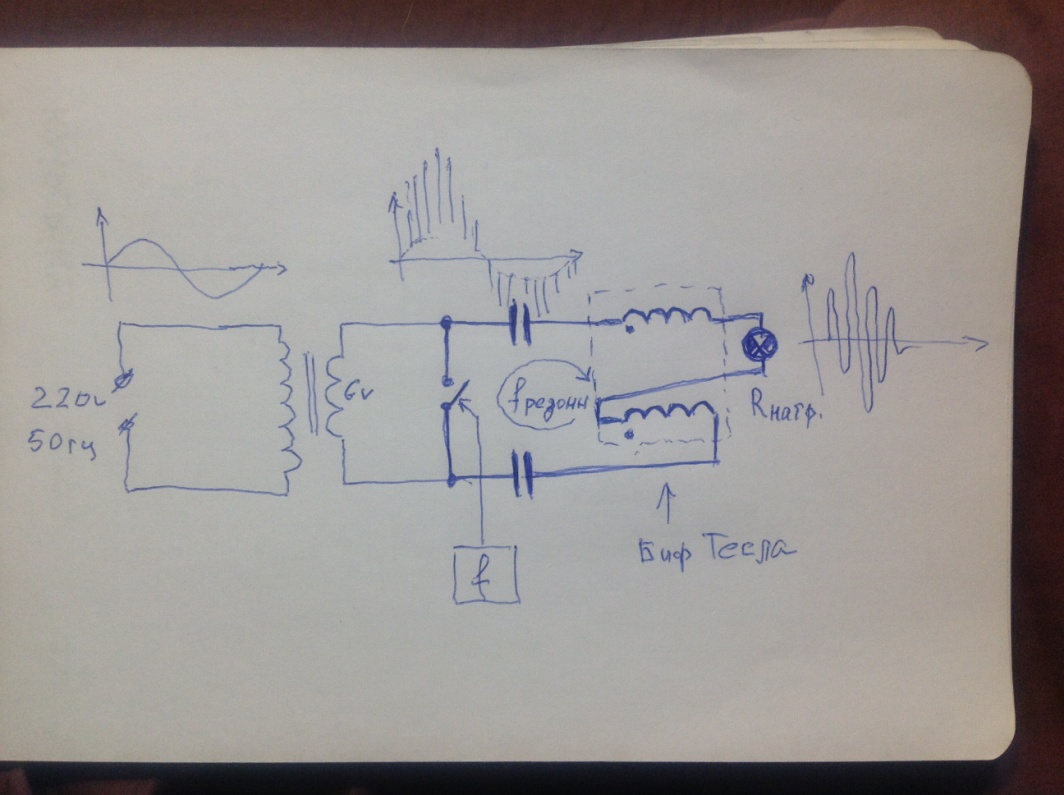 220v
50гц
6v
fрезонн
Rнагр.
f
Биф Тесла